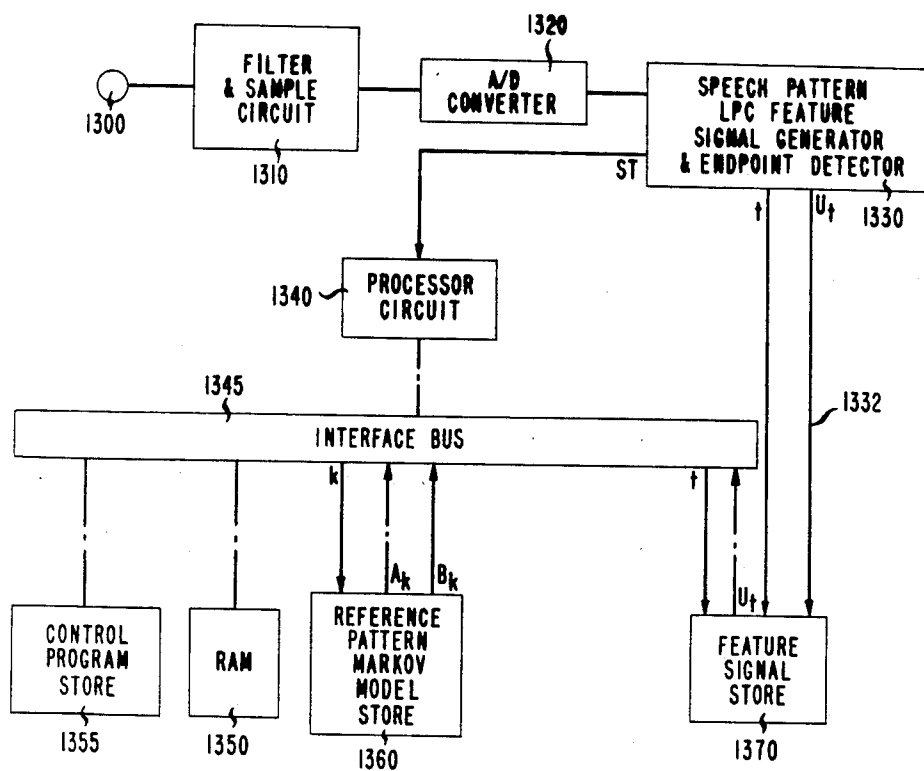 1300
FILTER
& SAMPLE
CIRCUIT
1310
1320
A/D
CONVERTER
SPEECH PATTERN
LPC FEATURE
SIGNAL GENERATOR
& ENDPOINT DETECTOR
1330
ST
t
Ut
1340
PROCESSOR
CIRCUIT
1345
1332
INTERFACE BUS
k
Ak
Bk
t
Ut
CONTROL
PROGRAM
STORE
1355
RAM
1350
REFERENCE
PATTERN
MARKOV
MODEL
STORE
1360
FEATURE
SIGNAL
STORE
1370